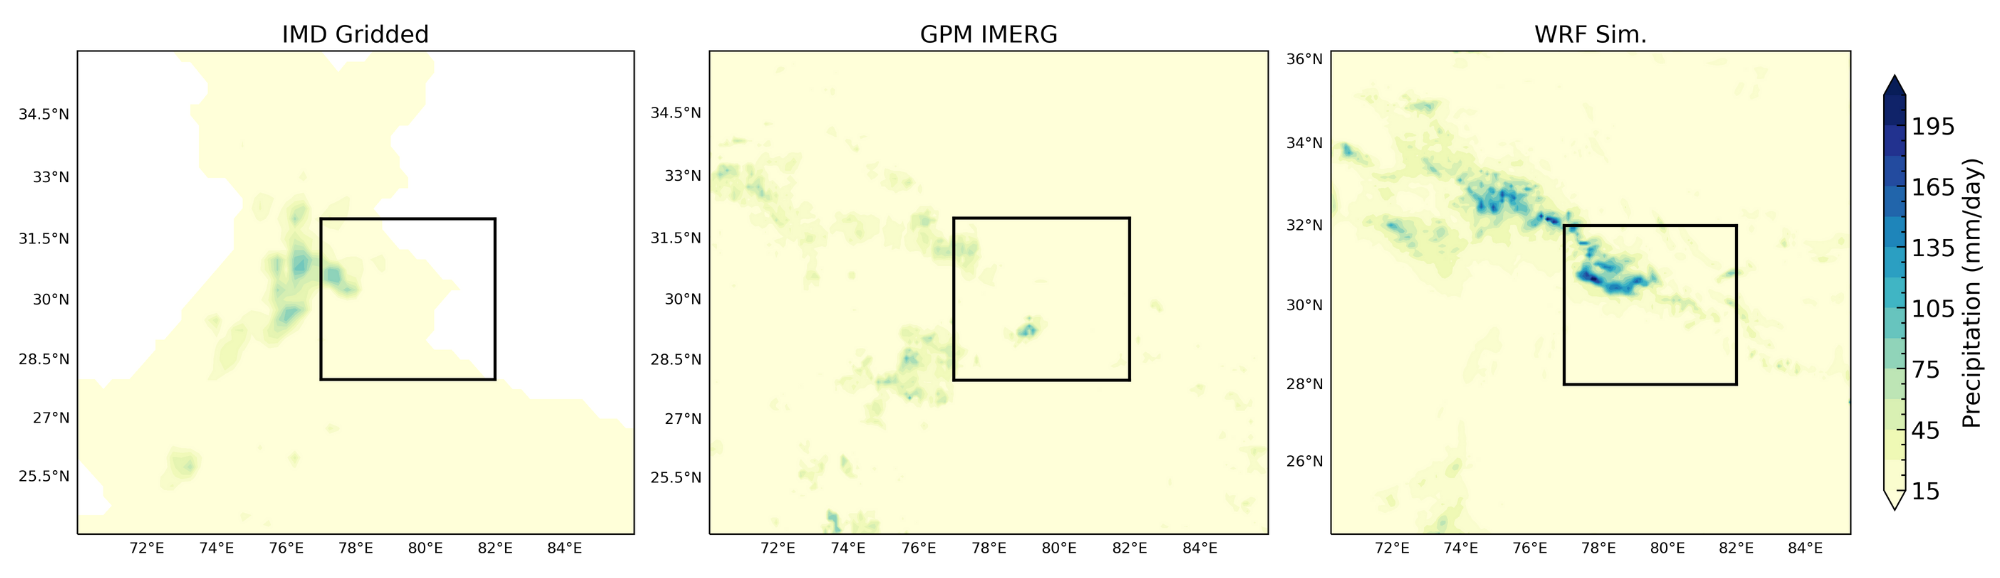 IMD Gridded
GPM IMERG
WRF Sim.
34.5°N
33°N
31.5°N
30°N
28.5°N
27°N
25.5°N
72°E 74°E 76°E 78°E 80°E 82°E 84°E
34.5°N
33°N
31.5°N
30°N
28.5°N
27°N
25.5°N
72°E 74°E 76°E 78°E 80°E 82°E 84°E
36°N
34°N
32°N
30°N
28°N
26°N
72°E 74°E 76°E 78°E 80°E 82°E 84°E
195
165
135
105
75
45
15
Precipitation (mm/day)